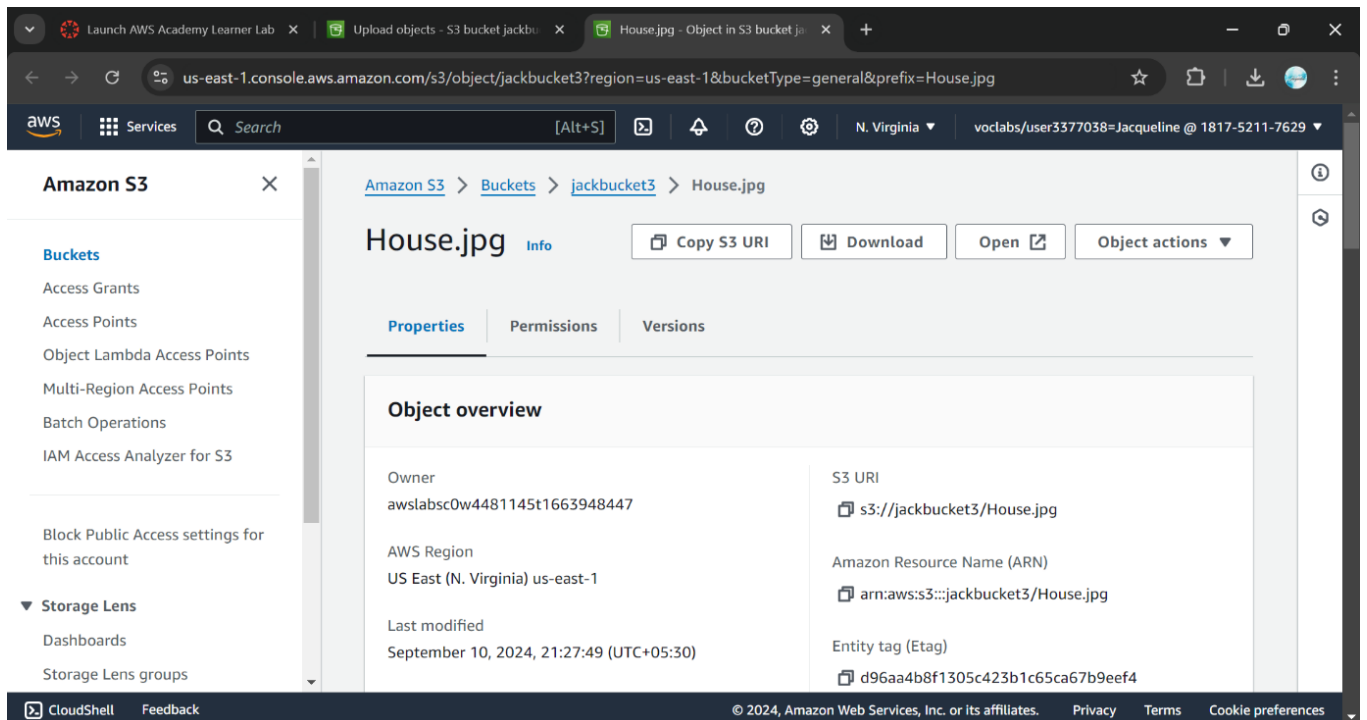 Launch AWS Academy Learner Lab
Upload objects - S3 bucket jackbu
House.jpg - Object in S3 bucket ja
us-east-1.console.aws.amazon.com/s3/object/jackbucket3?region=us-east-1&bucketType=general&prefix=House.jpg
aws
Services
Search [Alt+S]
N. Virginia
voclabs/user3377038=Jacqueline @ 1817-5211-7629
Amazon S3
Buckets
Access Grants
Access Points
Object Lambda Access Points
Multi-Region Access Points
Batch Operations
IAM Access Analyzer for S3
Block Public Access settings for
this account
Storage Lens
Dashboards
Storage Lens groups
Amazon S3 > Buckets > jackbucket3 > House.jpg
House.jpg Info
Copy S3 URI
Download
Open
Object actions
Properties
Permissions
Versions
Object overview
Owner
awslabsc0w4481145t1663948447
AWS Region
US East (N. Virginia) us-east-1
Last modified
September 10, 2024, 21:27:49 (UTC+05:30)
S3 URI
s3://jackbucket3/House.jpg
Amazon Resource Name (ARN)
arn:aws:s3:::jackbucket3/House.jpg
Entity tag (Etag)
d96aa4b8f1305c423b1c65ca67b9eef4
CloudShell
Feedback
© 2024, Amazon Web Services, Inc. or its affiliates.
Privacy
Terms
Cookie preferences